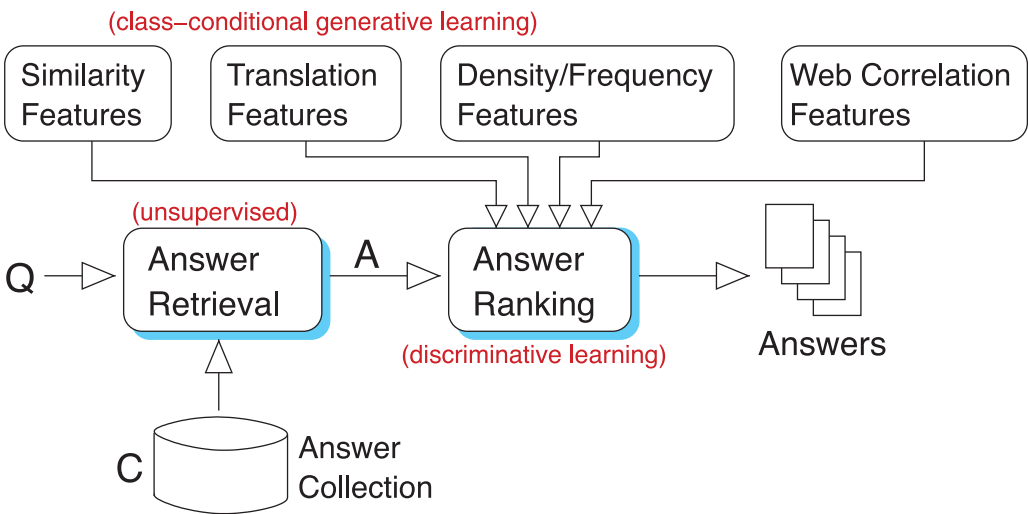 (class–conditional generative learning)
Similarity
Features
Translation
Features
Density/Frequency
Features
Web Correlation
Features
(unsupervised)
Q
Answer
Retrieval
A
Answer
Ranking
(discriminative learning)
Answers
C
Answer
Collection